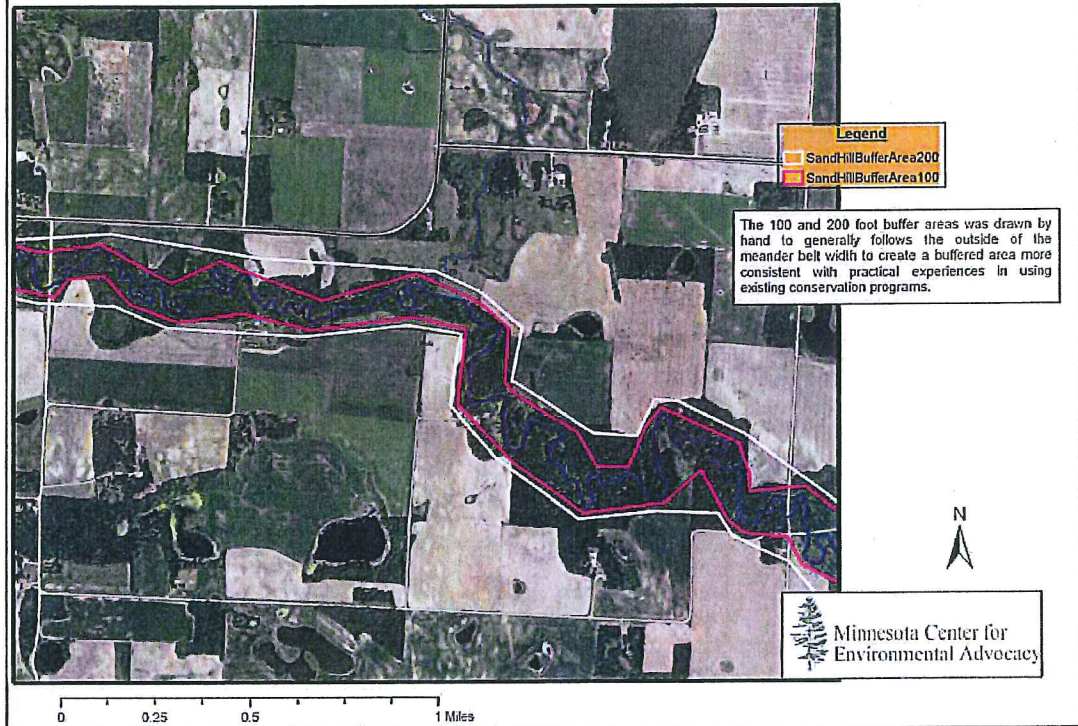 Legend
SandHillBufferArea200
SandHillBufferArea100
The 100 and 200 foot buffer areas was drawn by
hand to generally follows the outside of the
meander belt width to create a buffered area more
consistent with practical experiences in using
existing conservation programs.
N
Minnesota Center for
Environmental Advocacy
0 0.25 0.5 1 Miles